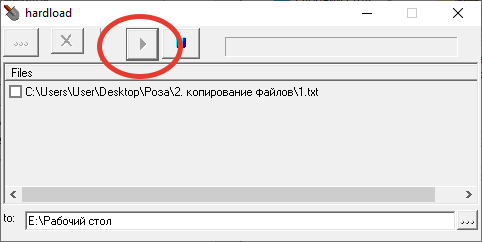 hardload
...
Files
C:\Users\User\Desktop\Роза\2. копирование файлов\1.txt
to: E:\Рабочий стол ...